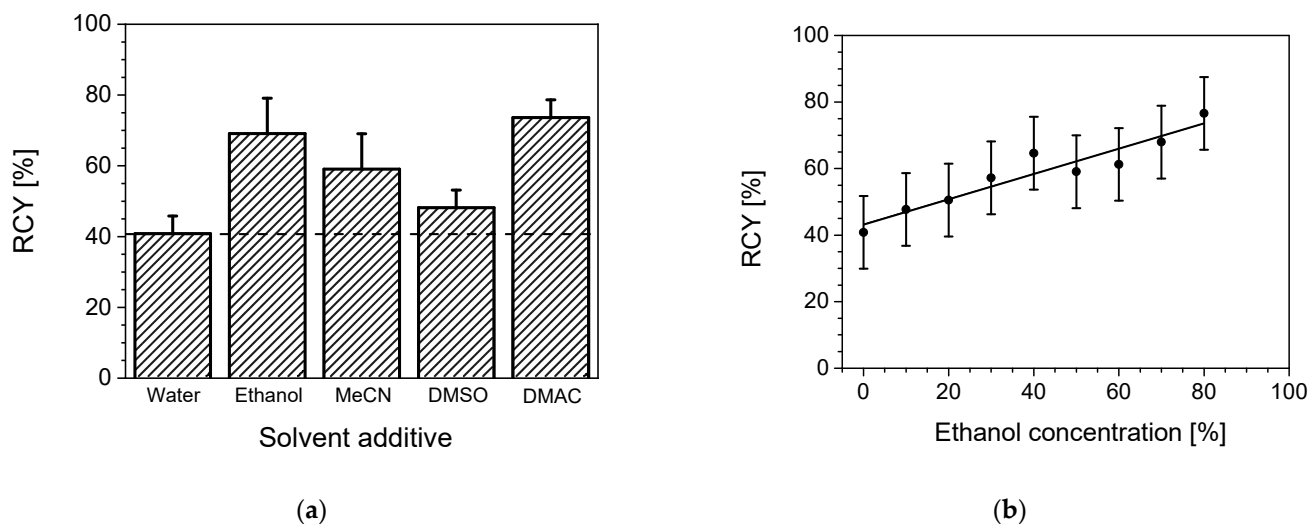 100
80
60
40
20
0
RCY [%]
Water Ethanol MeCN DMSO DMAC
Solvent additive
(a)
100
80
60
40
20
0
RCY [%]
0 20 40 60 80 100
Ethanol concentration [%]
(b)